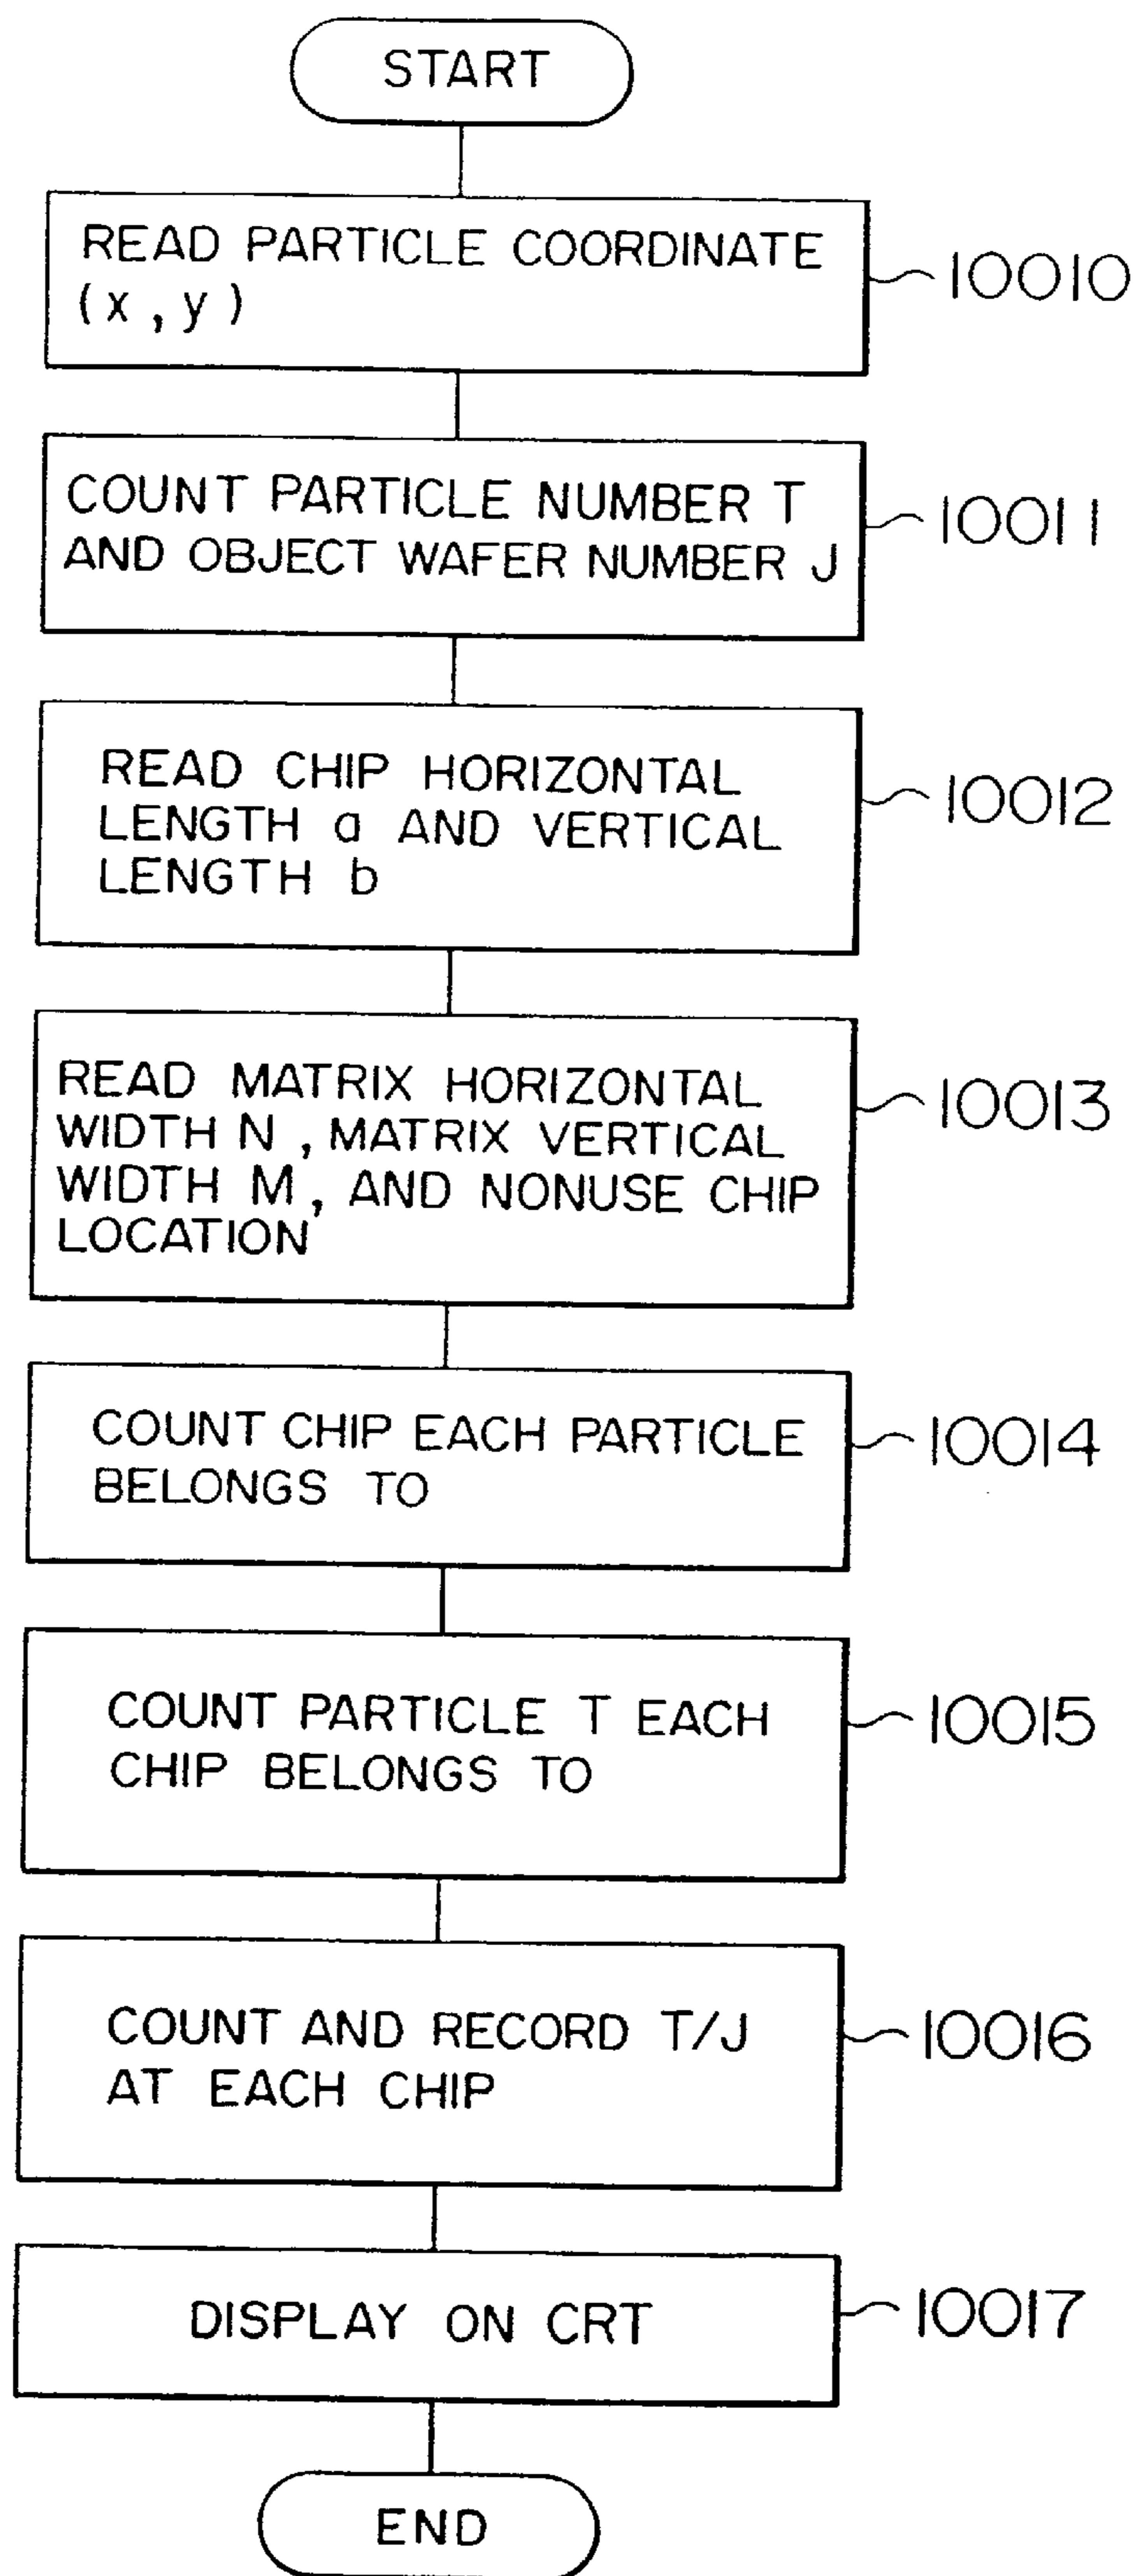 START
READ PARTICLE COORDINATE
(x,y)
10010
COUNT PARTICLE NUMBER T
AND OBJECT WAFER NUMBER J
10011
READ CHIP HORIZONTAL
LENGTH a AND VERTICAL
LENGTH b
10012
READ MATRIX HORIZONTAL
WIDTH N, MATRIX VERTICAL
WIDTH M, AND NONUSE CHIP
LOCATION
10013
COUNT CHIP EACH PARTICLE
BELONGS TO
10014
COUNT PARTICLE T EACH
CHIP BELONGS TO
10015
COUNT AND RECORD T/J
AT EACH CHIP
10016
DISPLAY ON CRT
10017
END